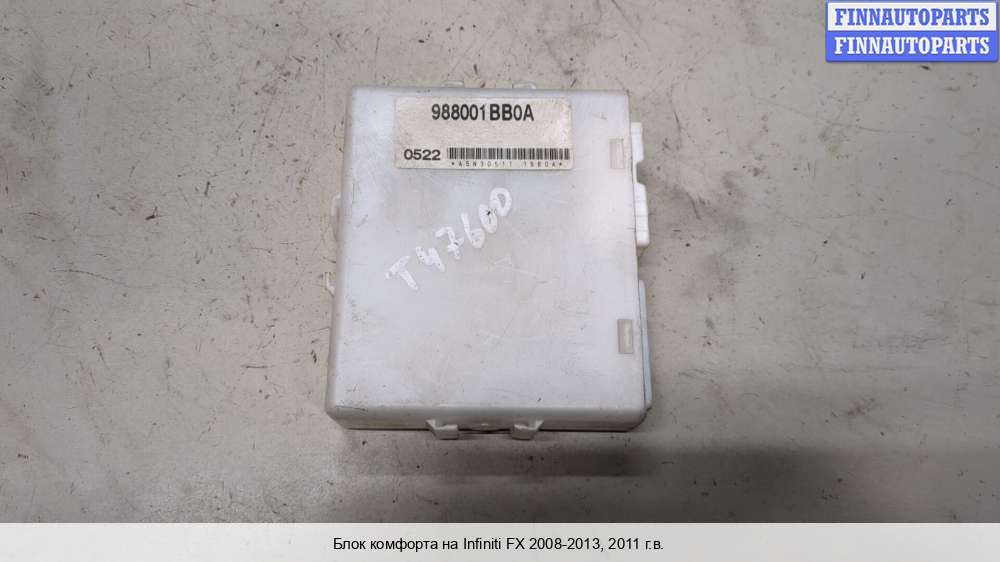 FINNAUTOPARTS
FINNAUTOPARTS
988001BB0A
0522
T47600
Блок комфорта на Infiniti FX 2008-2013, 2011 г.в.